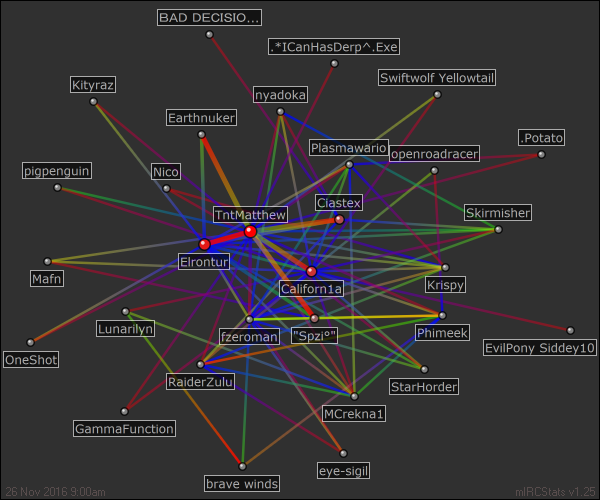 BAD DECISIO...
.*ICanHasDerp^.Exe
Swiftwolf Yellowtail
Kityraz
nyadoka
Earthnuker
.Potato
Plasmawario
openroadracer
pigpenguin
Nico
Ciastex
TntMatthew
Skirmisher
Elrontur
Mafn
Californ1a
Krispy
Lunarilyn
fzeroman
"Spzi°"
Phimeek
EvilPony Siddey10
OneShot
RaiderZulu
StarHorder
MCrekna1
GammaFunction
eye-sigil
brave winds
26 Nov 2016 9:00am
mIRCStats v1.25